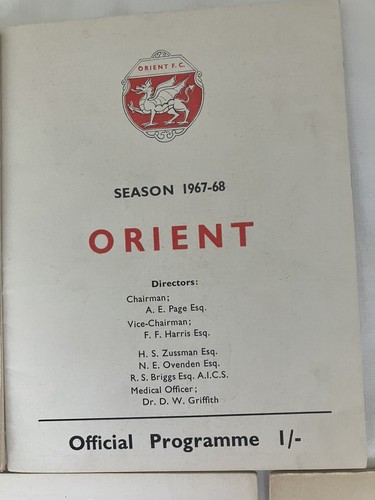 ORIENT F.C.
SEASON 1967-68
ORIENT
Directors:
Chairman;
A. E. Page Esq.
Vice-Chairman;
F. F. Harris Esq.
H. S. Zussman Esq.
N. E. Ovenden Esq.
R. S. Briggs Esq. A.I.C.S.
Medical Officer;
Dr. D. W. Griffith
Official Programme 1/-